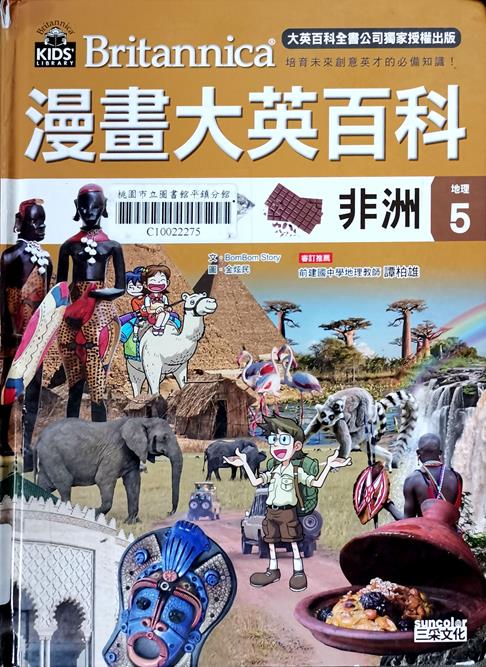 Britannica
KIDS
LIBRARY
Britannica®
大英百科全書公司獨家授權出版
培育未來創意英才的必備知識！
漫畫大英百科
桃園市立圖書館平鎮分館
C10022275
非洲
地理
5
文：BomBom Story
圖：金炫民
審訂推薦
前建國中學地理教師 譚柏雄
suncolor
三采文化